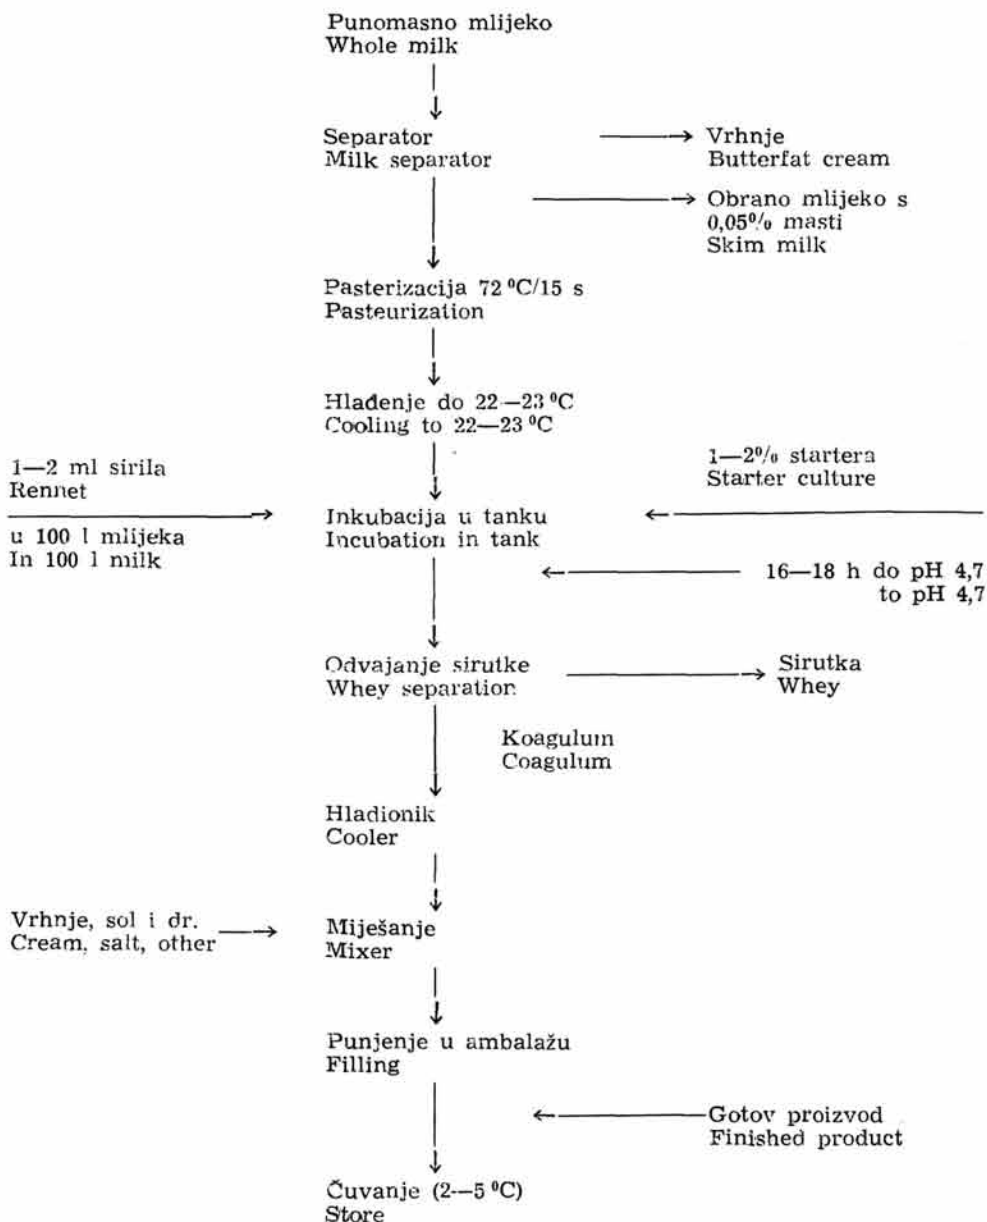 Punomasno mlijeko
Whole milk
Separator
Milk separator
Vrhnje
Butterfat cream
Obrano mlijeko s
0,05% masti
Skim milk
Pasterizacija 72 ⁰C/15 s
Pasteurization
Hlađenje do 22—23 ⁰C
Cooling to 22—23 ⁰C
1—2 ml sirila
Rennet
u 100 l mlijeka
In 100 l milk
1—2% startera
Starter culture
Inkubacija u tanku
Incubation in tank
16—18 h do pH 4,7
to pH 4,7
Odvajanje sirutke
Whey separation
Sirutka
Whey
Koagulum
Coagulum
Hladionik
Cooler
Vrhnje, sol i dr.
Cream, salt, other
Miješanje
Mixer
Punjenje u ambalažu
Filling
Gotov proizvod
Finished product
Čuvanje (2—5 ⁰C)
Store